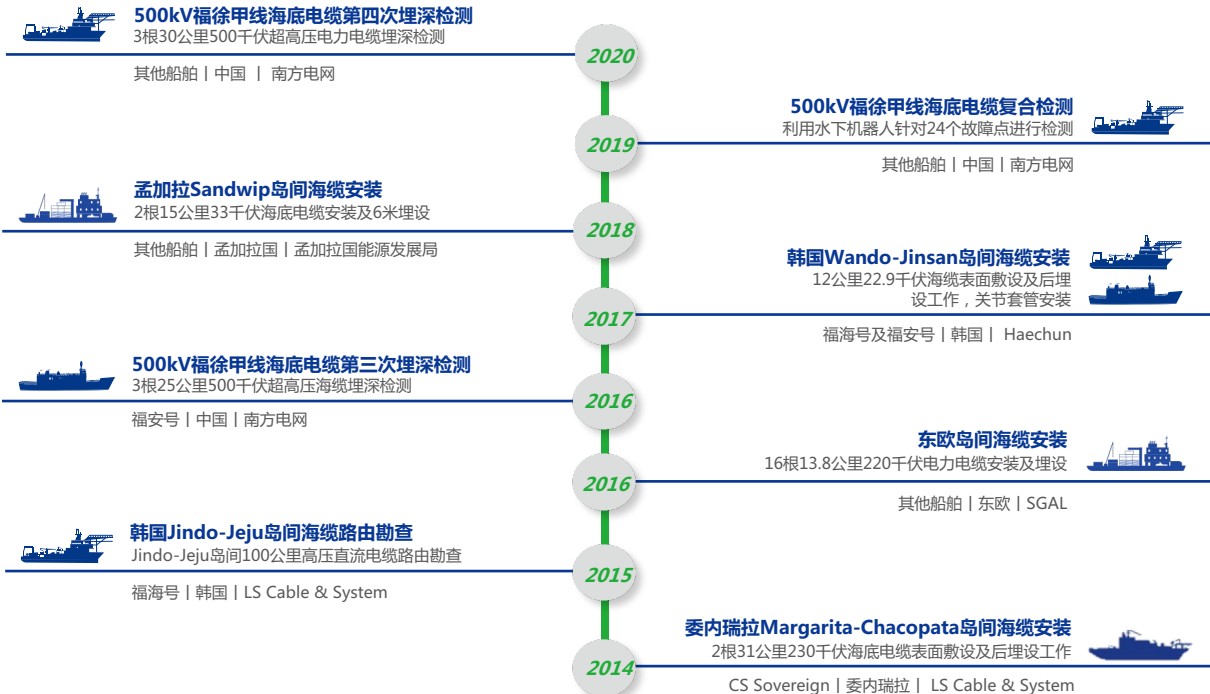 500kV福徐甲线海底电缆第四次埋深检测
3根30公里500千伏超高压电力电缆埋深检测
其他船舶丨中国 丨 南方电网
2020
500kV福徐甲线海底电缆复合检测
利用水下机器人针对24个故障点进行检测
其他船舶丨中国丨南方电网
2019
孟加拉Sandwip岛间海缆安装
2根15公里33千伏海底电缆安装及6米埋设
其他船舶丨孟加拉国丨孟加拉国能源发展局
2018
韩国Wando-Jinsan岛间海缆安装
12公里22.9千伏海缆表面敷设及后埋
设工作，关节套管安装
福海号及福安号丨韩国丨 Haechun
2017
500kV福徐甲线海底电缆第三次埋深检测
3根25公里500千伏超高压海缆埋深检测
福安号丨中国丨南方电网
2016
东欧岛间海缆安装
16根13.8公里220千伏电力电缆安装及埋设
其他船舶丨东欧丨SGAL
2016
韩国Jindo-Jeju岛间海缆路由勘查
Jindo-Jeju岛间100公里高压直流电缆路由勘查
福海号丨韩国丨LS Cable & System
2015
委内瑞拉Margarita-Chacopata岛间海缆安装
2根31公里230千伏海底电缆表面敷设及后埋设工作
CS Sovereign丨委内瑞拉丨 LS Cable & System
2014